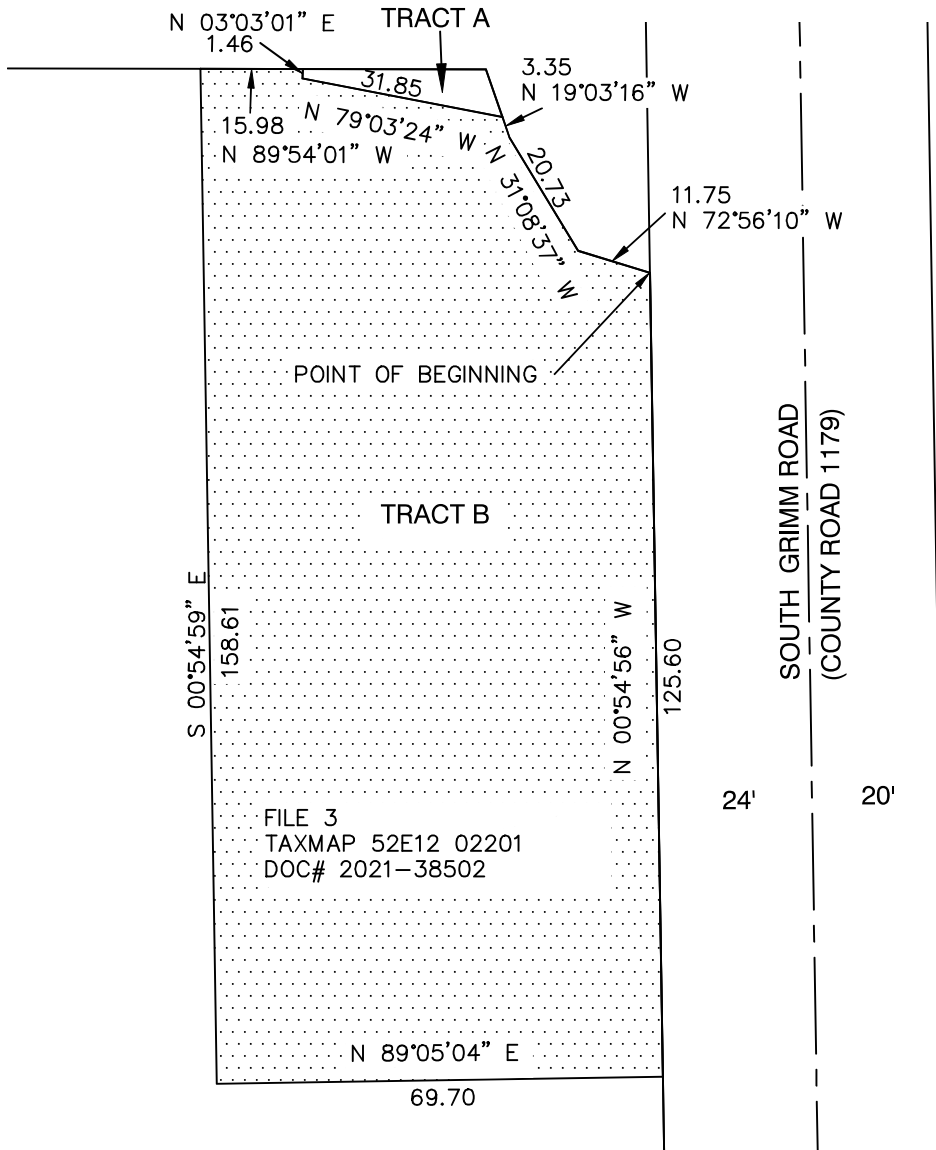 N 03°03'01" E
1.46
TRACT A
3.35
N 19°03'16" W
31.85
N 79°03'24" W
15.98
N 89°54'01" W
20.73
N 31°08'37" W
11.75
N 72°56'10" W
POINT OF BEGINNING
TRACT B
SOUTH GRIMM ROAD
(COUNTY ROAD 1179)
S 00°54'59" E
158.61
N 00°54'56" W
125.60
24'
20'
FILE 3
TAXMAP 52E12 02201
DOC# 2021-38502
N 89°05'04" E
69.70